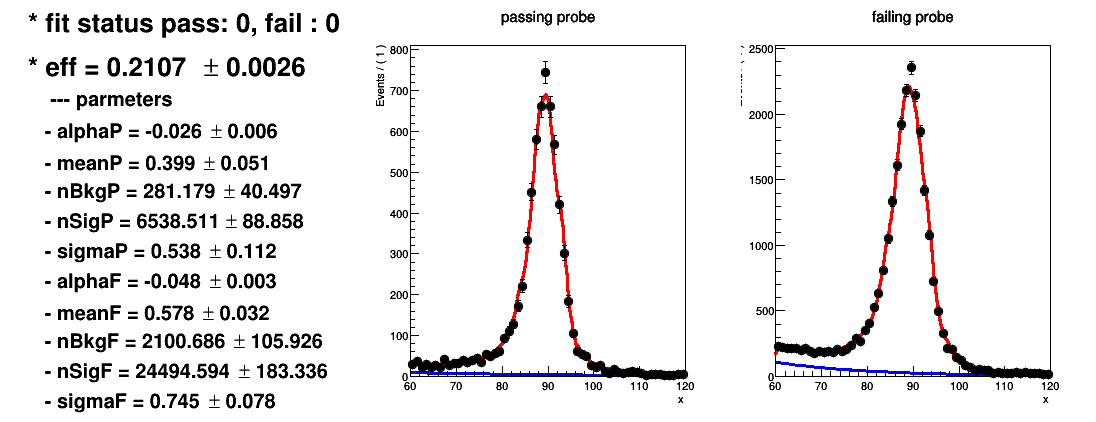 * fit status pass: 0, fail : 0
* eff = 0.2107 ± 0.0026
--- parmeters
- alphaP = -0.026 ± 0.006
- meanP = 0.399 ± 0.051
- nBkgP = 281.179 ± 40.497
- nSigP = 6538.511 ± 88.858
- sigmaP = 0.538 ± 0.112
- alphaF = -0.048 ± 0.003
- meanF = 0.578 ± 0.032
- nBkgF = 2100.686 ± 105.926
- nSigF = 24494.594 ± 183.336
- sigmaF = 0.745 ± 0.078
passing probe
Events / ( 1 )
800
700
600
500
400
300
200
100
0
60 70 80 90 100 110 120
x
failing probe
2500
2000
1500
1000
500
0
60 70 80 90 100 110 120
x